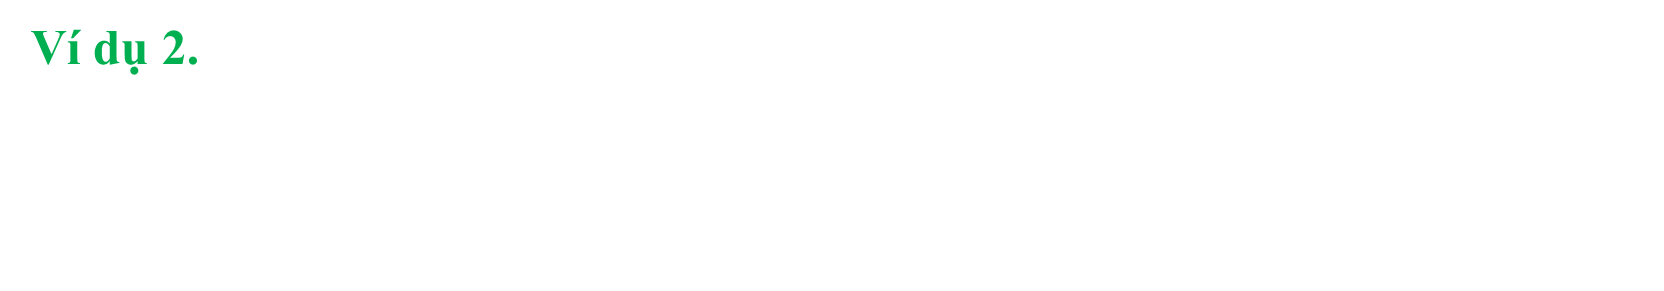 Ví dụ 2.